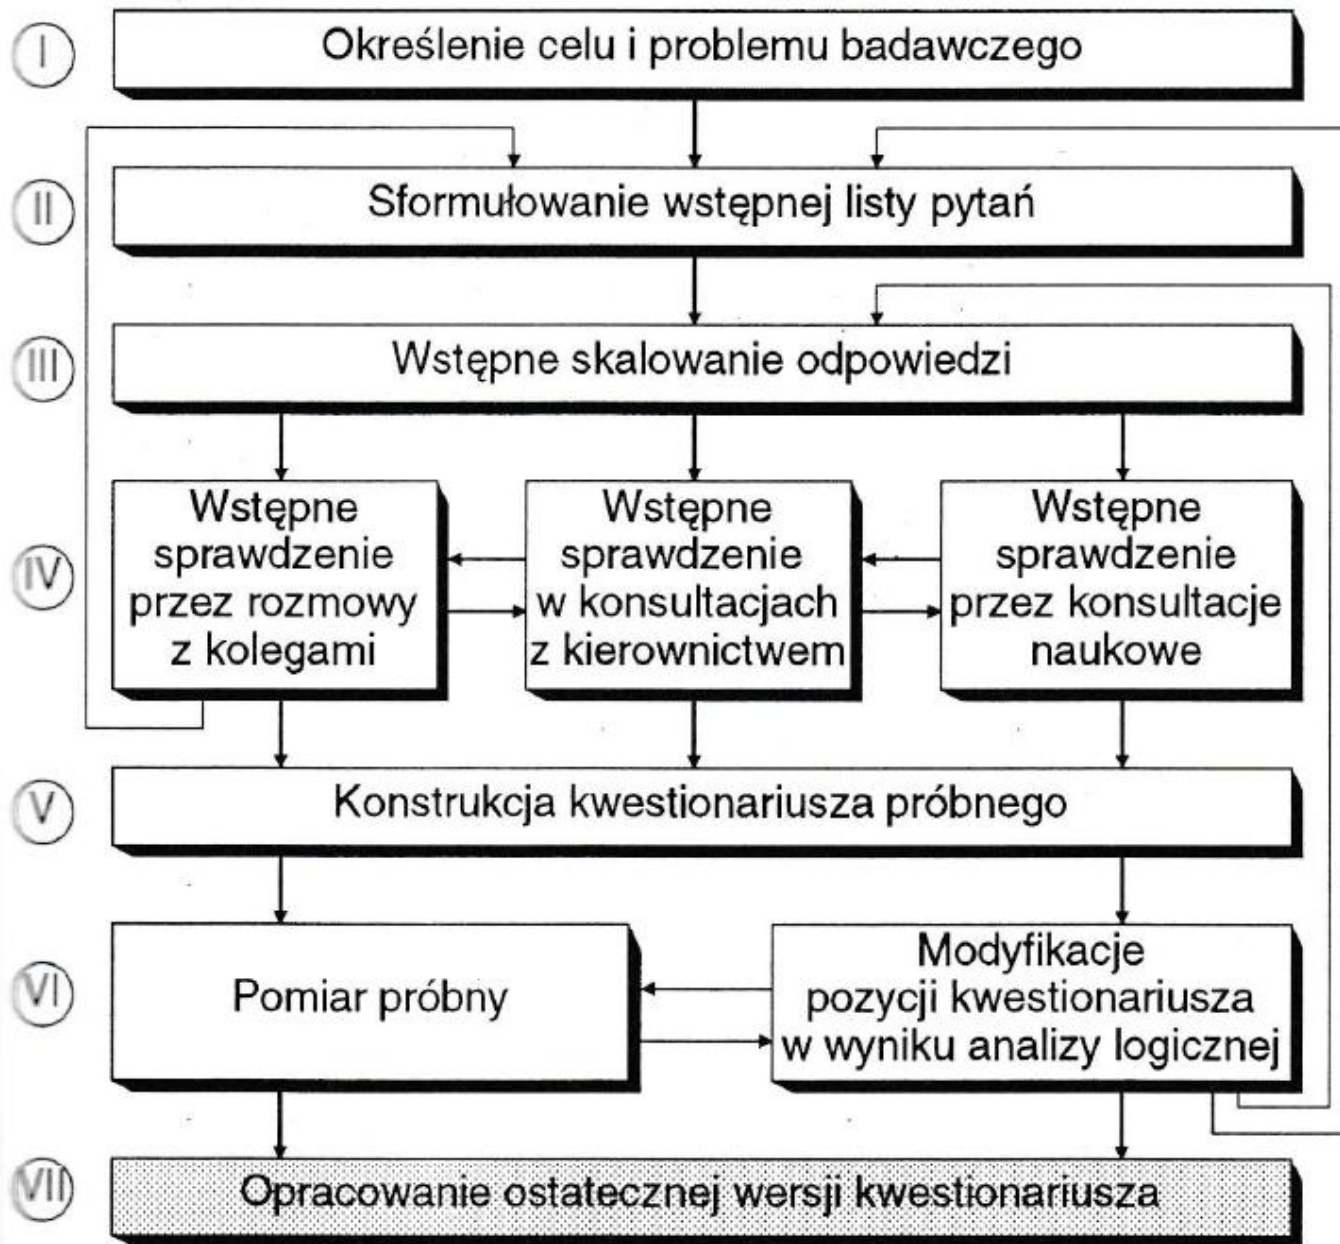 I
Określenie celu i problemu badawczego
II
Sformułowanie wstępnej listy pytań
III
Wstępne skalowanie odpowiedzi
IV
Wstępne
sprawdzenie
przez rozmowy
z kolegami
Wstępne
sprawdzenie
w konsultacjach
z kierownictwem
Wstępne
sprawdzenie
przez konsultacje
naukowe
V
Konstrukcja kwestionariusza próbnego
VI
Pomiar próbny
Modyfikacje
pozycji kwestionariusza
w wyniku analizy logicznej
VII
Opracowanie ostatecznej wersji kwestionariusza